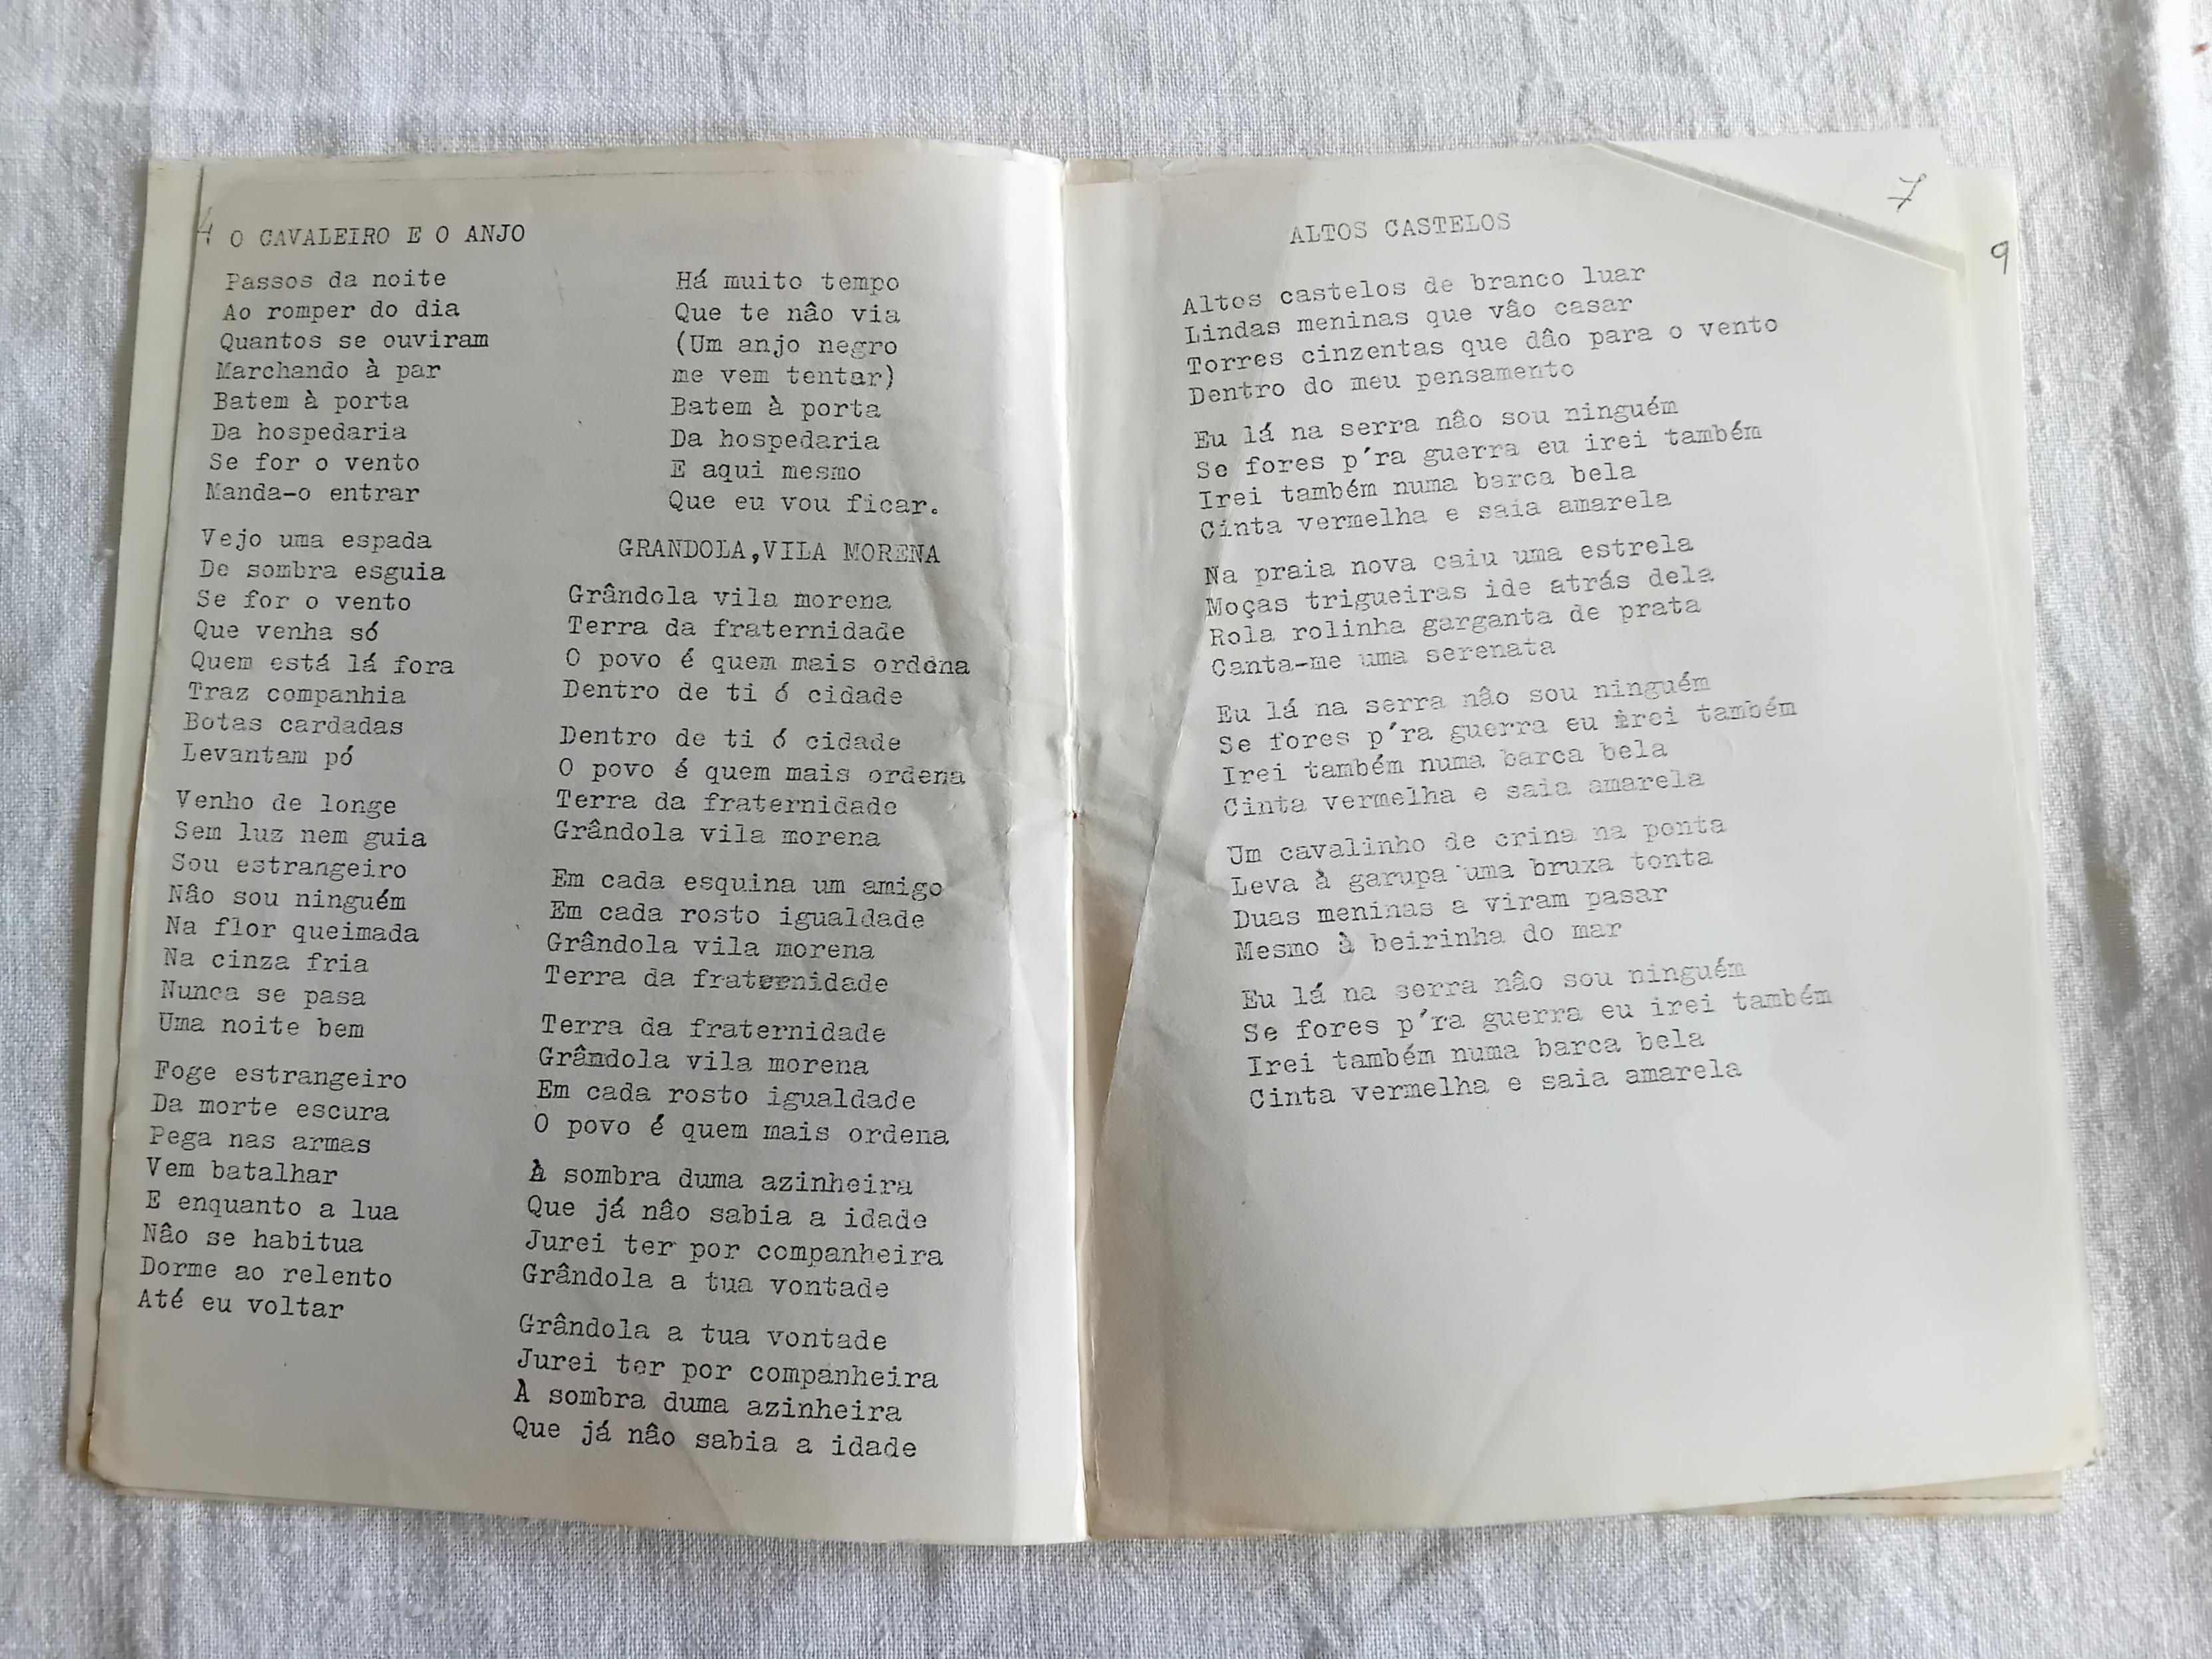 4
O CAVALEIRO E O ANJO
Passos da noite
Ao romper do dia
Quantos se ouviram
Marchando à par
Batem à porta
Da hospedaria
Se for o vento
Manda-o entrar
Vejo uma espada
De sombra esguia
Se for o vento
Que venha só
Quem está lá fora
Traz companhia
Botas cardadas
Levantam pó
Venho de longe
Sem luz nem guia
Sou estrangeiro
Nâo sou ninguém
Na flor queimada
Na cinza fria
Nunca se pasa
Uma noite bem
Foge estrangeiro
Da morte escura
Pega nas armas
Vem batalhar
E enquanto a lua
Nâo se habitua
Dorme ao relento
Até eu voltar
Há muito tempo
Que te nâo via
(Um anjo negro
me vem tentar)
Batem à porta
Da hospedaria
E aqui mesmo
Que eu vou ficar.
GRANDOLA,VILA MORENA
Grândola vila morena
Terra da fraternidade
O povo é quem mais ordena
Dentro de ti ó cidade
Dentro de ti ó cidade
O povo é quem mais ordena
Terra da fraternidade
Grândola vila morena
Em cada esquina um amigo
Em cada rosto igualdade
Grândola vila morena
Terra da fraternidade
Terra da fraternidade
Grândola vila morena
Em cada rosto igualdade
O povo é quem mais ordena
À sombra duma azinheira
Que já nâo sabia a idade
Jurei ter por companheira
Grândola a tua vontade
Grândola a tua vontade
Jurei ter por companheira
À sombra duma azinheira
Que já nâo sabia a idade
7
9
ALTOS CASTELOS
Altos castelos de branco luar
Lindas meninas que vâo casar
Torres cinzentas que dâo para o vento
Dentro do meu pensamento
Eu lá na serra nâo sou ninguém
Se fores p´ra guerra eu irei também
Irei também numa barca bela
Cinta vermelha e saia amarela
Na praia nova caiu uma estrela
Moças trigueiras ide atrás dela
Rola rolinha garganta de prata
Canta-me uma serenata
Eu lá na serra nâo sou ninguém
Se fores p´ra guerra eu irei também
Irei também numa barca bela
Cinta vermelha e saia amarela
Um cavalinho de crina na ponta
Leva à garupa uma bruxa tonta
Duas meninas a viram pasar
Mesmo à beirinha do mar
Eu lá na serra nâo sou ninguém
Se fores p´ra guerra eu irei também
Irei também numa barca bela
Cinta vermelha e saia amarela